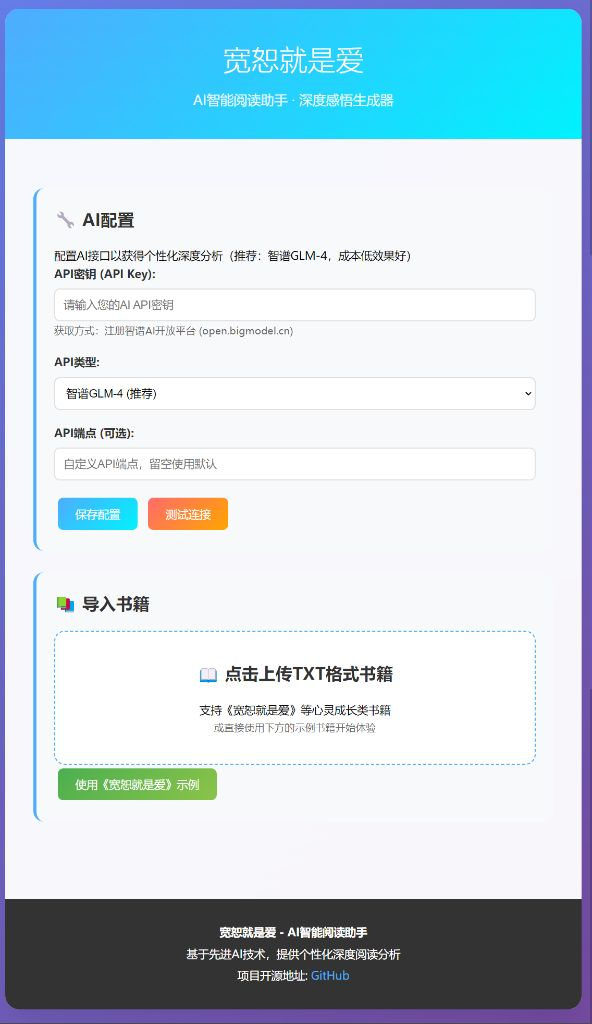 宽恕就是爱
AI智能阅读助手 · 深度感悟生成器
AI配置
配置AI接口以获得个性化深度分析（推荐：智谱GLM-4，成本低效果好）
API密钥 (API Key):
请输入您的AI API密钥
获取方式：注册智谱AI开放平台 (open.bigmodel.cn)
API类型:
智谱GLM-4 (推荐)
API端点 (可选):
自定义API端点，留空使用默认
保存配置 测试连接
导入书籍
点击上传TXT格式书籍
支持《宽恕就是爱》等心灵成长类书籍
或直接使用下方的示例书籍开始体验
使用《宽恕就是爱》示例
宽恕就是爱 - AI智能阅读助手
基于先进AI技术，提供个性化深度阅读分析
项目开源地址: GitHub